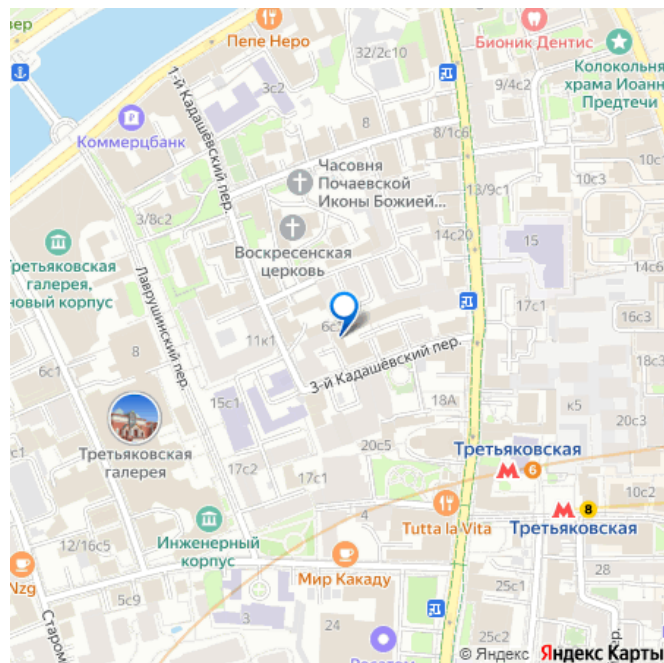 32/2с10
Бионик Дентис
Пепе Неро
вер
Колокольня
храма Иоанн
Предтечи
3с2
9/4с2
1-й Кадашёвский пер.
Коммерцбанк
8
8/1с6
Часовня
Почаевской
Иконы Божией...
10с3
13/9с1
3/8с2
14с20
15
Воскресенская
церковь
Третьяковская
галерея,
новый корпус
14с6
Лаврушинский пер.
17с1
16с3
11к1
8
3-й Кадашёвский пер.
6с1
18с3
18А
к5
15с1
20с3
20с5
Третьяковская
6
Третьяковская
галерея
17с2
17с1
10с2
8
Третьяковская
4
Tutta la Vita
12/16с5
Инженерный
корпус
Мир Какаду
28
Nzg
25с1
5с9
Старом
3
24
25с2
пер.
© Яндекс Яндекс Карты